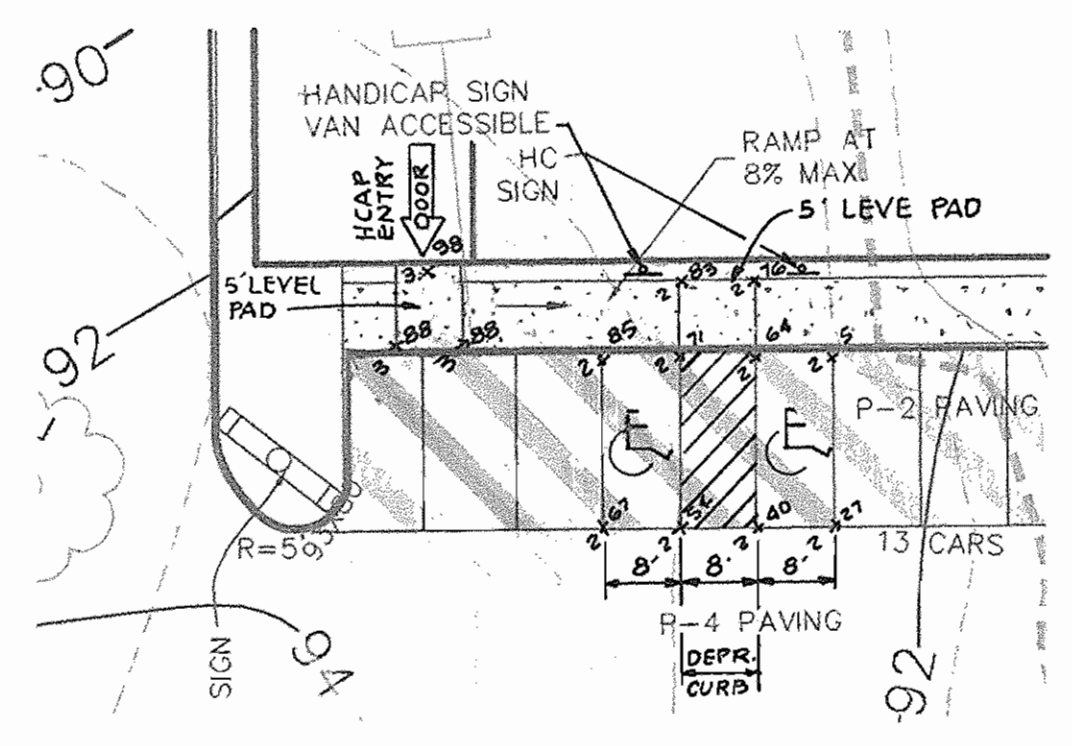 90
HANDICAP SIGN
VAN ACCESSIBLE
HC
SIGN
RAMP AT
8% MAX.
5' LEVE PAD
HCAP
ENTRY
DOOR
3 98
5' LEVEL
PAD
2 83
2 76
92
3 88
3 88
2 85
2 71
2 64
2 5
P-2 PAVING
2 67
2 52
2 40
2 27
R=5'
13 CARS
8' 8' 8'
R-4 PAVING
SIGN
94
DEPR.
CURB
92